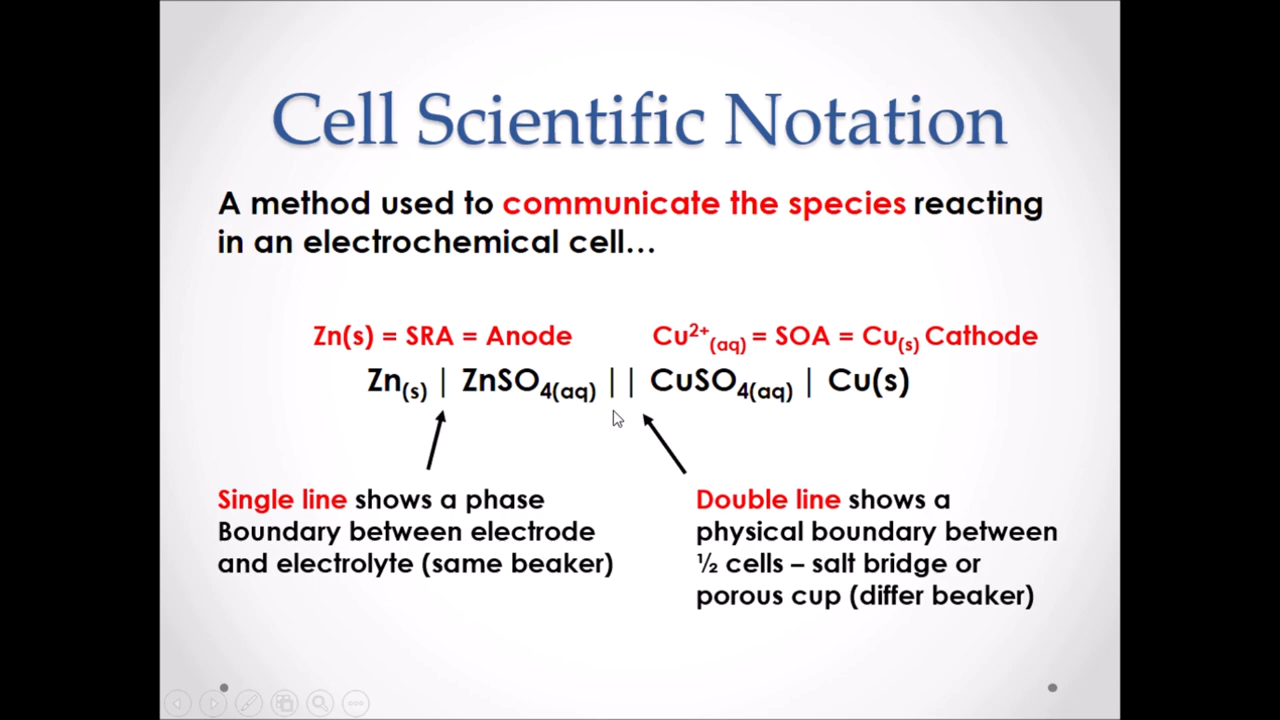 Cell Scientific Notation
A method used to communicate the species reacting
in an electrochemical cell…
Zn(s) = SRA = Anode
Cu²⁺(aq) = SOA = Cu(s) Cathode
Zn(s) | ZnSO₄(aq) || CuSO₄(aq) | Cu(s)
Single line shows a phase
Boundary between electrode
and electrolyte (same beaker)
Double line shows a
physical boundary between
½ cells – salt bridge or
porous cup (differ beaker)